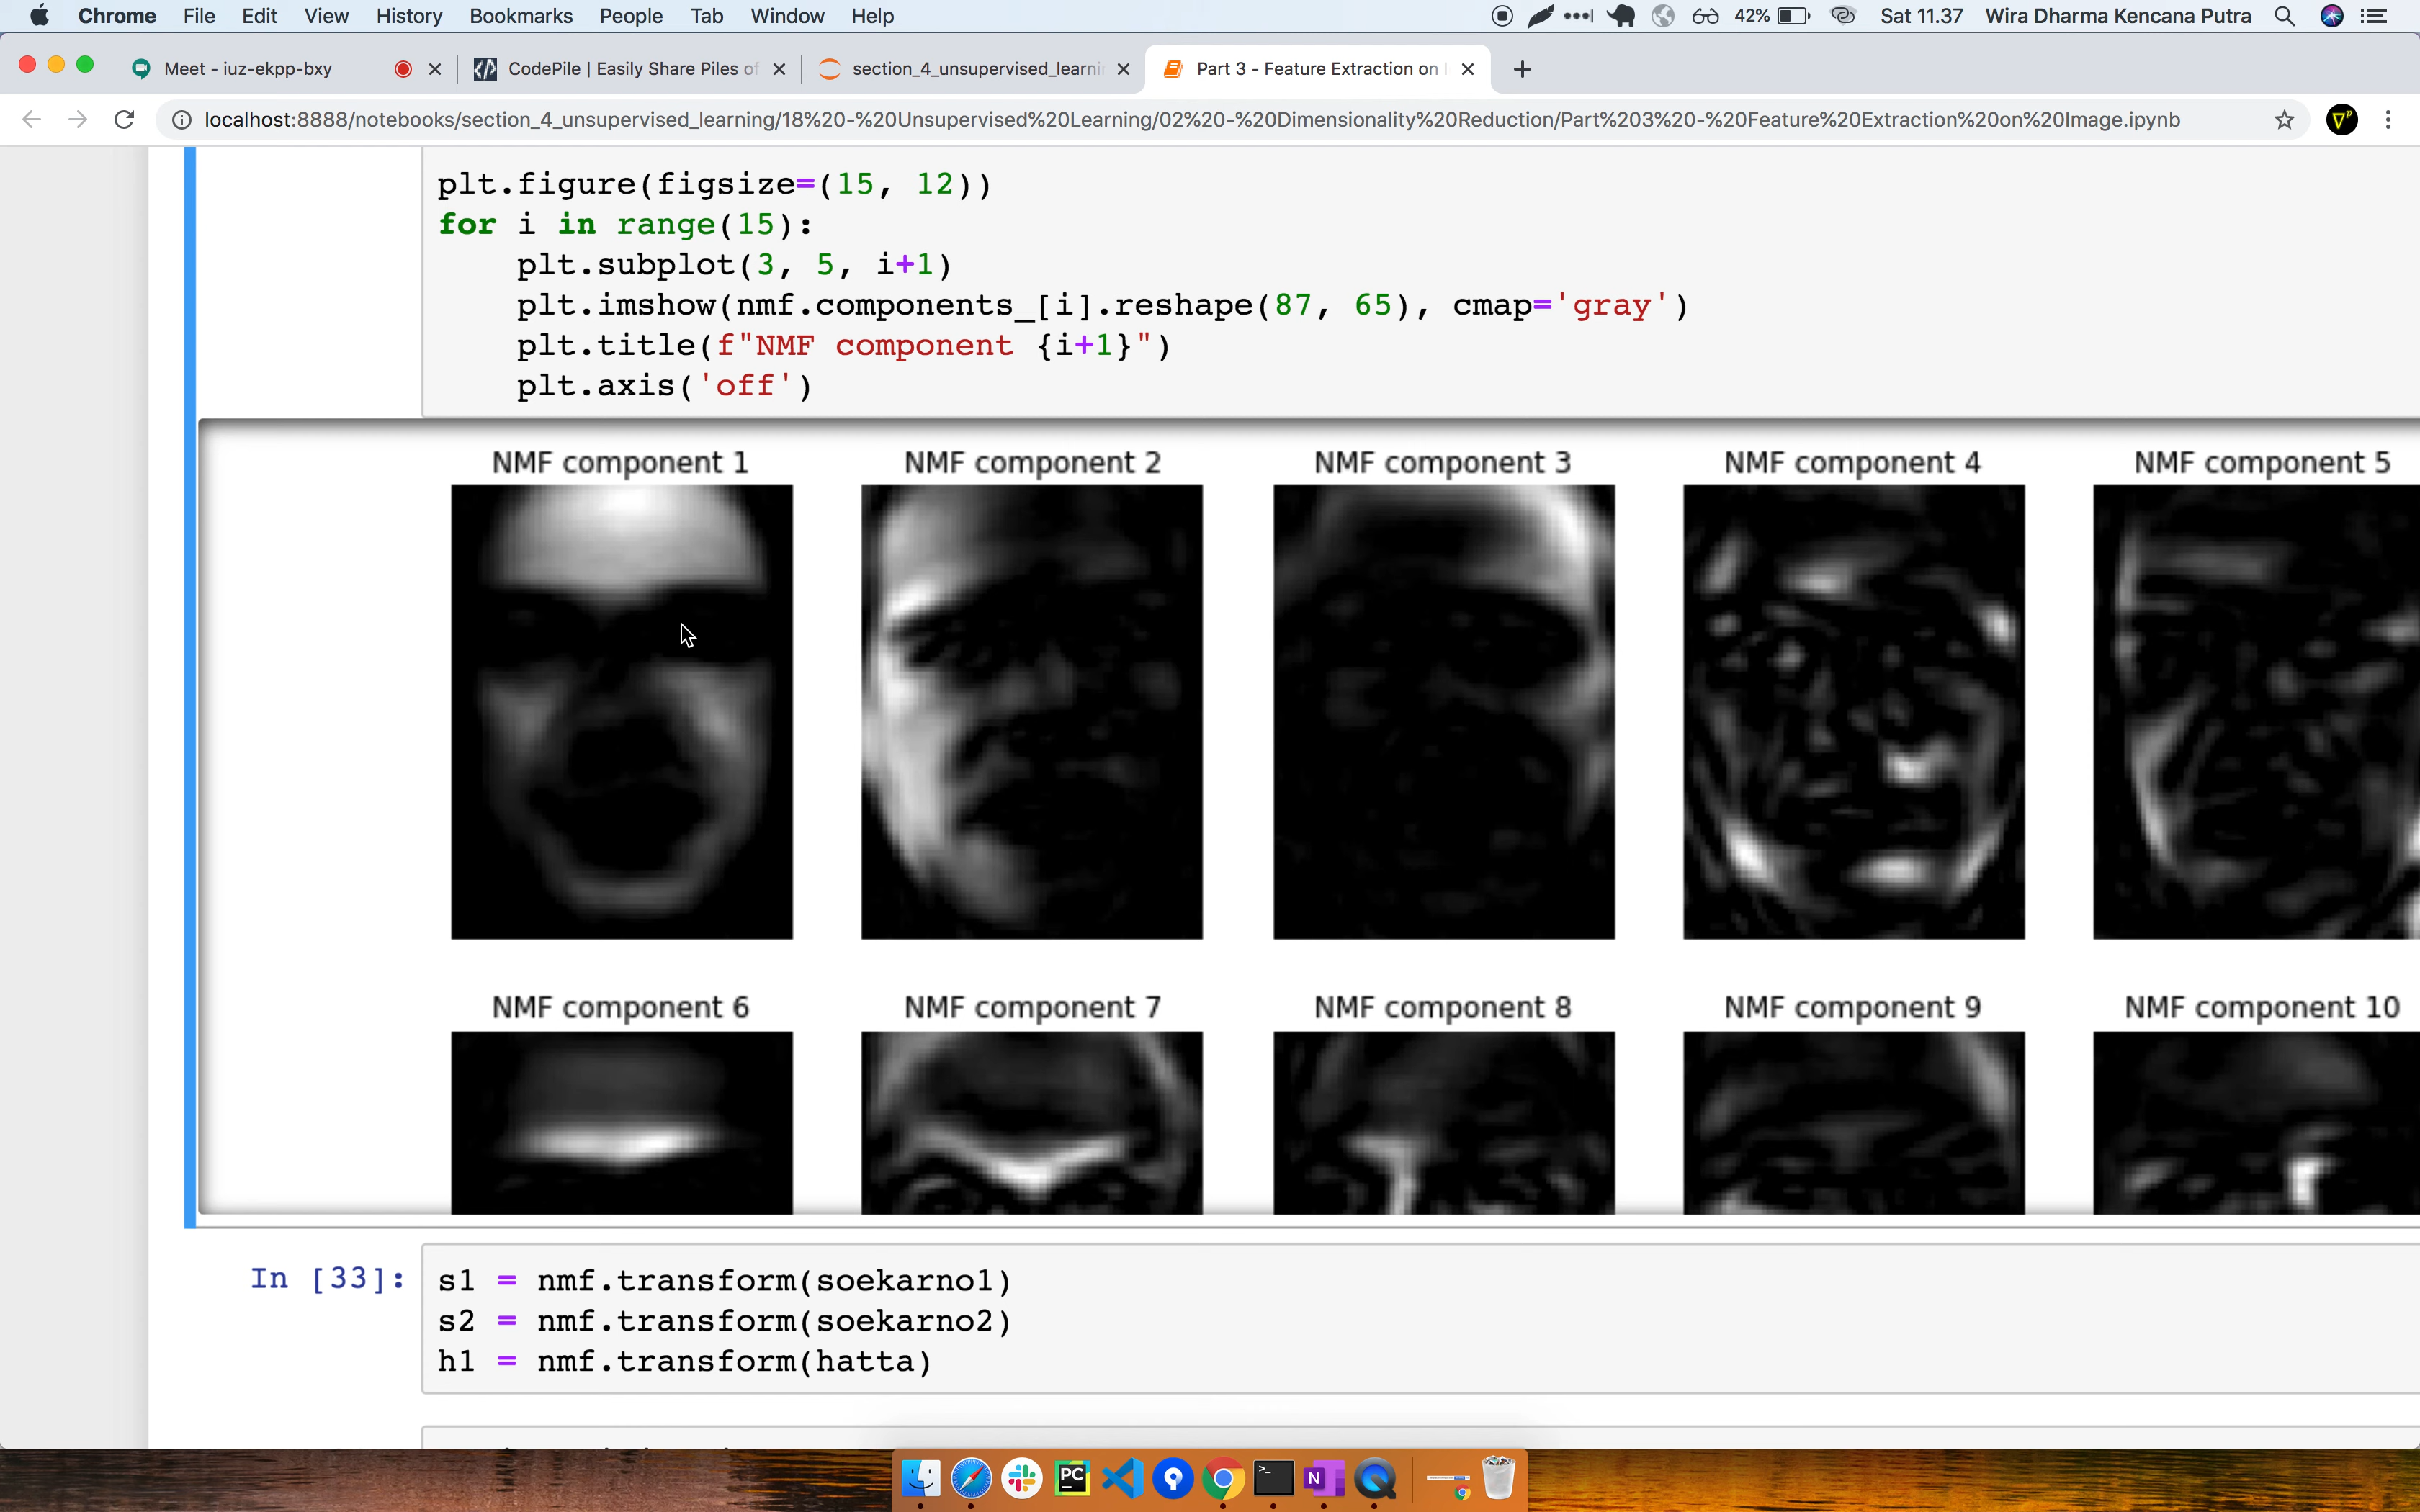 Chrome File Edit View History Bookmarks People Tab Window Help 42% Sat 11.37 Wira Dharma Kencana Putra
Meet - iuz-ekpp-bxy CodePile | Easily Share Piles of section_4_unsupervised_learni Part 3 - Feature Extraction on
localhost:8888/notebooks/section_4_unsupervised_learning/18%20-%20Unsupervised%20Learning/02%20-%20Dimensionality%20Reduction/Part%203%20-%20Feature%20Extraction%20on%20Image.ipynb
plt.figure(figsize=(15, 12))
for i in range(15):
plt.subplot(3, 5, i+1)
plt.imshow(nmf.components_[i].reshape(87, 65), cmap='gray')
plt.title(f"NMF component {i+1}")
plt.axis('off')
NMF component 1 NMF component 2 NMF component 3 NMF component 4 NMF component 5
NMF component 6 NMF component 7 NMF component 8 NMF component 9 NMF component 10
In [33]: s1 = nmf.transform(soekarno1)
s2 = nmf.transform(soekarno2)
h1 = nmf.transform(hatta)